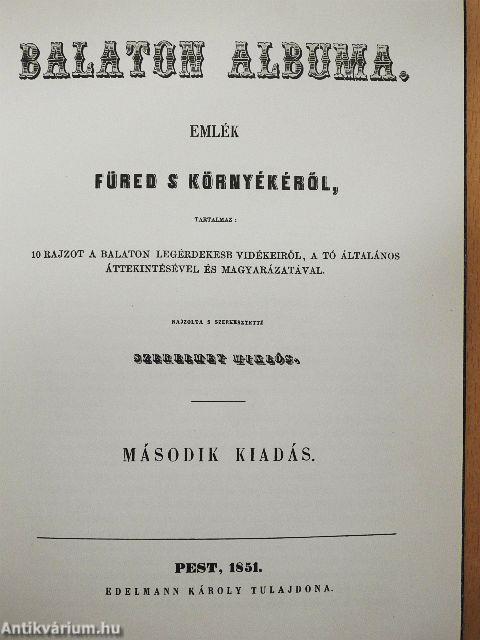 BALATON ALBUMA.
EMLÉK
FÜRED S KÖRNYÉKÉRŐL,
TARTALMAZ:
10 RAJZOT A BALATON LEGÉRDEKESB VIDÉKEIRŐL, A TÓ ÁLTALÁNOS
ÁTTEKINTÉSÉVEL ÉS MAGYARÁZATÁVAL.
RAJZOLTA S SZERKESZTETTE
SZERELMEY MIKLÓS.
MÁSODIK KIADÁS.
PEST, 1851.
EDELMANN KÁROLY TULAJDONA.
Antikvárium.hu